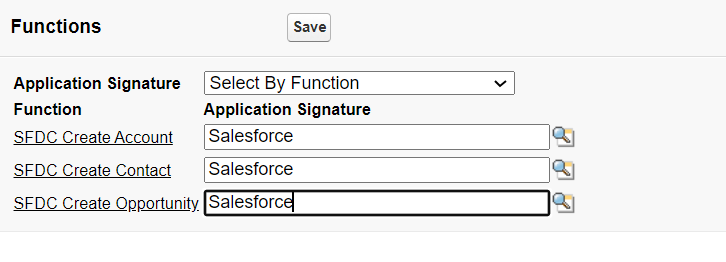 Functions Save
Application Signature Select By Function
Function Application Signature
SFDC Create Account Salesforce
SFDC Create Contact Salesforce
SFDC Create Opportunity Salesforce